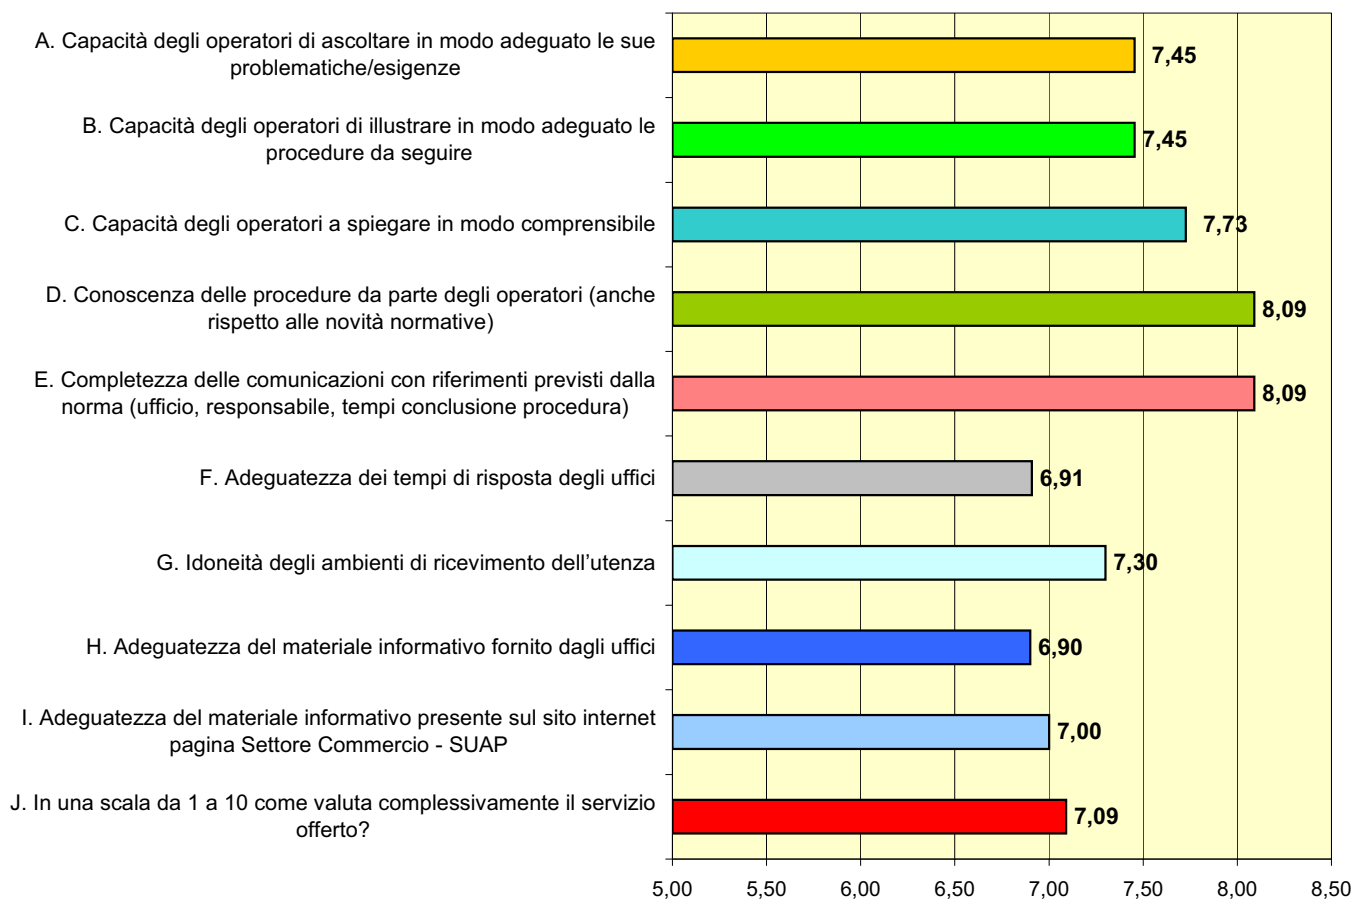 A. Capacità degli operatori di ascoltare in modo adeguato le sue
problematiche/esigenze
7,45
B. Capacità degli operatori di illustrare in modo adeguato le
procedure da seguire
7,45
C. Capacità degli operatori a spiegare in modo comprensibile
7,73
D. Conoscenza delle procedure da parte degli operatori (anche
rispetto alle novità normative)
8,09
E. Completezza delle comunicazioni con riferimenti previsti dalla
norma (ufficio, responsabile, tempi conclusione procedura)
8,09
F. Adeguatezza dei tempi di risposta degli uffici
6,91
G. Idoneità degli ambienti di ricevimento dell’utenza
7,30
H. Adeguatezza del materiale informativo fornito dagli uffici
6,90
I. Adeguatezza del materiale informativo presente sul sito internet
pagina Settore Commercio - SUAP
7,00
J. In una scala da 1 a 10 come valuta complessivamente il servizio
offerto?
7,09
5,00 5,50 6,00 6,50 7,00 7,50 8,00 8,50